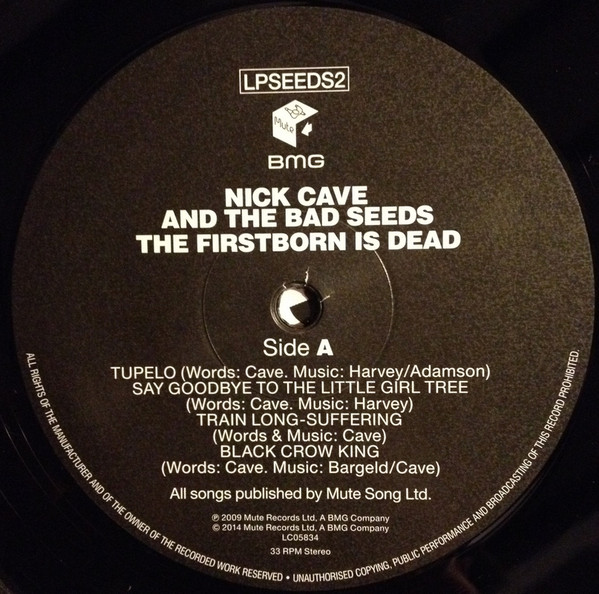 LPSEEDS2
Mute
BMG
NICK CAVE
AND THE BAD SEEDS
THE FIRSTBORN IS DEAD
Side A
TUPELO (Words: Cave. Music: Harvey/Adamson)
SAY GOODBYE TO THE LITTLE GIRL TREE
(Words: Cave. Music: Harvey)
TRAIN LONG-SUFFERING
(Words & Music: Cave)
BLACK CROW KING
(Words: Cave. Music: Bargeld/Cave)
All songs published by Mute Song Ltd.
℗ 2009 Mute Records Ltd, A BMG Company
© 2014 Mute Records Ltd, A BMG Company
LC05834
33 RPM Stereo
ALL RIGHTS OF THE MANUFACTURER AND OF THE OWNER OF THE RECORDED WORK RESERVED • UNAUTHORISED COPYING, PUBLIC PERFORMANCE AND BROADCASTING OF THIS RECORD PROHIBITED.